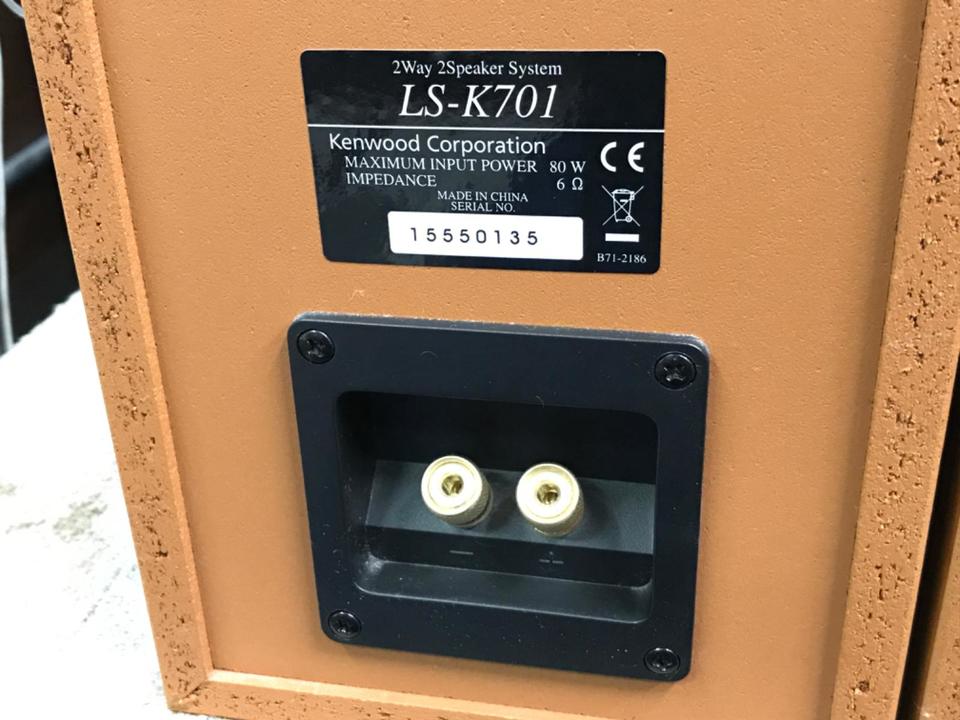 2Way 2Speaker System
LS-K701
Kenwood Corporation
CE
MAXIMUM INPUT POWER 80 W
IMPEDANCE 6 Ω
MADE IN CHINA
SERIAL NO.
15550135
B71-2186
− +